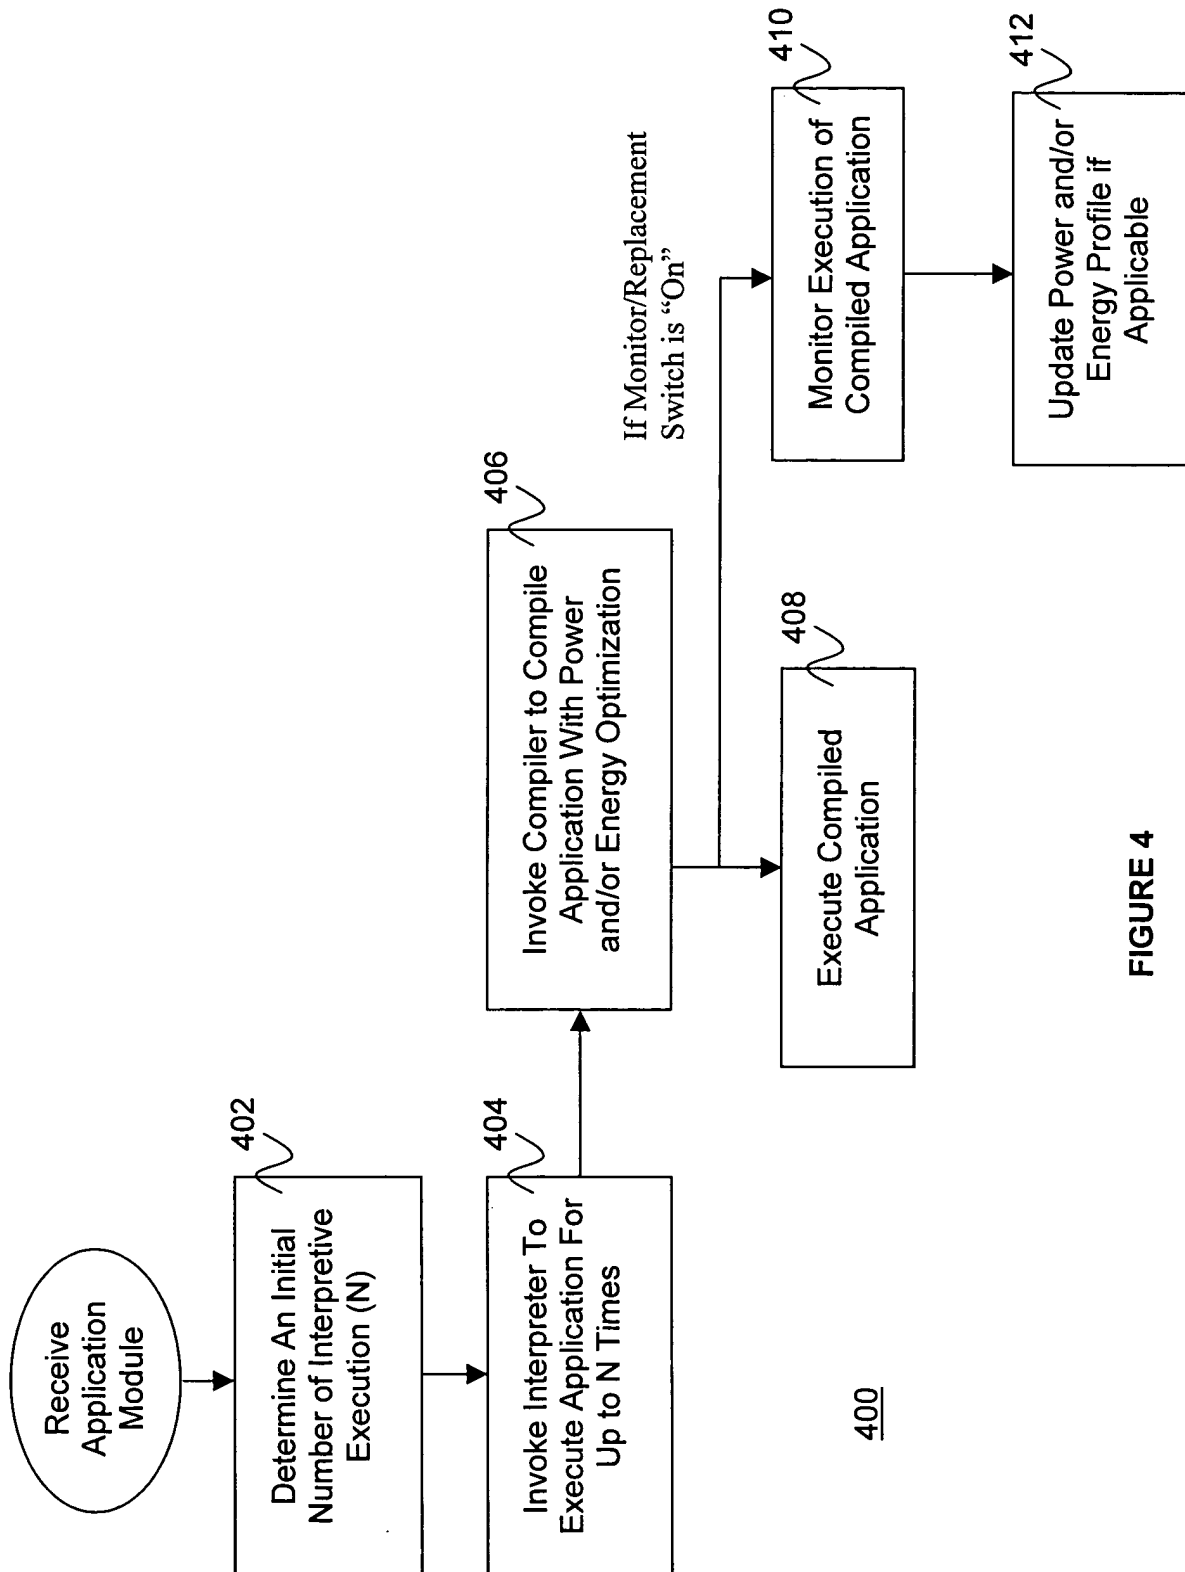 Receive
Application
Module
402
Determine An Initial
Number of Interpretive
Execution (N)
404
Invoke Interpreter To
Execute Application For
Up to N Times
406
Invoke Compiler to Compile
Application With Power
and/or Energy Optimization
If Monitor/Replacement
Switch is “On”
408
Execute Compiled
Application
410
Monitor Execution of
Compiled Application
412
Update Power and/or
Energy Profile if
Applicable
400
FIGURE 4